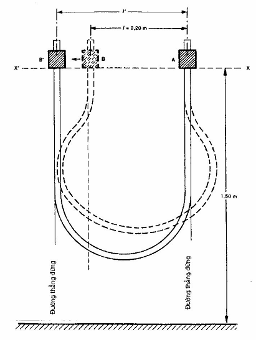 l'
l = 0,20 m
B'
B
A
X'
X
1,50 m
Đường thẳng đứng
Đường thẳng đứng